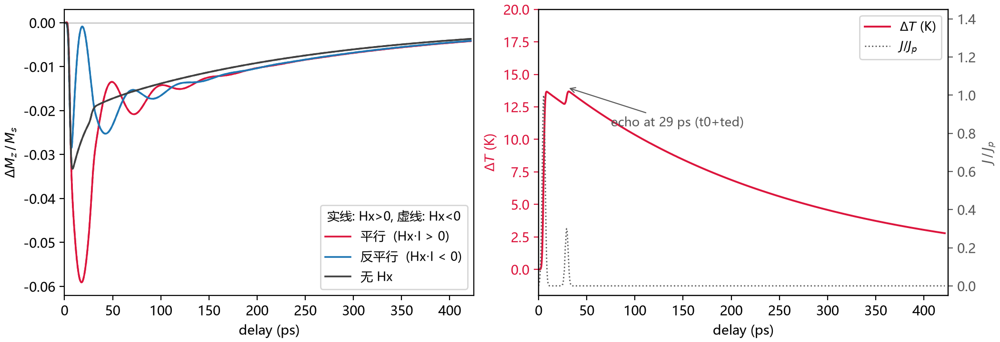 0.00
-0.01
-0.02
-0.03
-0.04
-0.05
-0.06
ΔM_z / M_s
0 50 100 150 200 250 300 350 400
delay (ps)
实线: Hx>0, 虚线: Hx<0
平行 (Hx·I > 0)
反平行 (Hx·I < 0)
无 Hx
20.0
17.5
15.0
12.5
10.0
7.5
5.0
2.5
0.0
ΔT (K)
0 50 100 150 200 250 300 350 400
delay (ps)
echo at 29 ps (t0+ted)
ΔT (K)
J/J_p
1.4
1.2
1.0
0.8
0.6
0.4
0.2
0.0
J / J_p